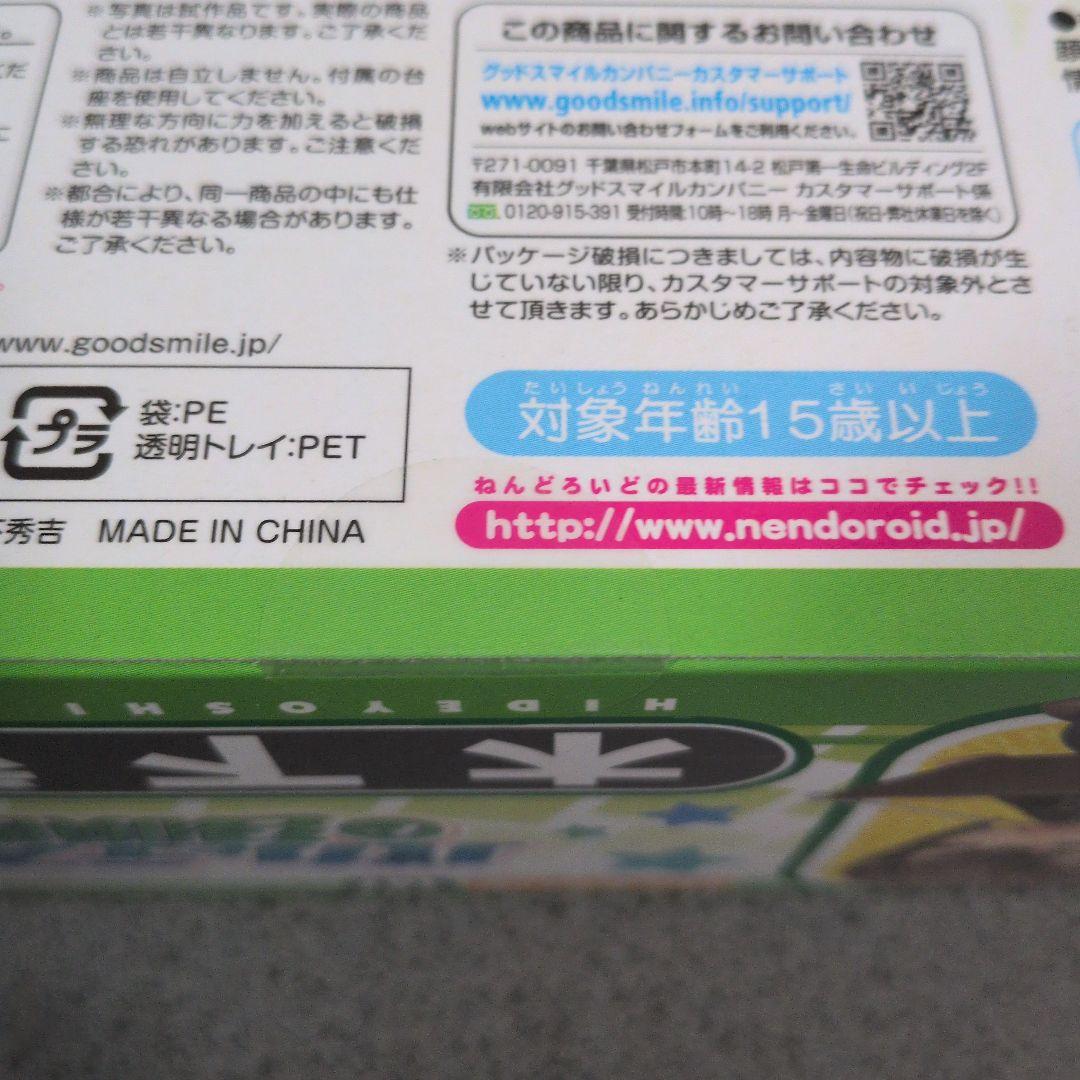 ※写真は試作品です。実際の商品
とは若干異なります。ご了承くだ
さい。
※商品は自立しません。付属の台
座を使用してください。
※無理な方向に力を加えると破損
する恐れがあります。ご注意くだ
さい。
※都合により、同一商品の中にも仕
様が若干異なる場合があります。
ご了承ください。
www.goodsmile.jp/
プラ
袋:PE
透明トレイ:PET
下秀吉 MADE IN CHINA
この商品に関するお問い合わせ
グッドスマイルカンパニーカスタマーサポート
www.goodsmile.info/support/
webサイトのお問い合わせフォームをご利用ください。
〒271-0091 千葉県松戸市本町14-2 松戸第一生命ビルディング2F
有限会社グッドスマイルカンパニー カスタマーサポート係
0120-915-391 受付時間:10時～18時 月～金曜日(祝日・弊社休業日を除く)
※パッケージ破損につきましては、内容物に破損が生
じていない限り、カスタマーサポートの対象外とさ
せて頂きます。あらかじめご了承ください。
たいしょう ねんれい さい い じょう
対象年齢15歳以上
ねんどろいどの最新情報はココでチェック!!
http://www.nendoroid.jp/
HIDEYOSHI
木下